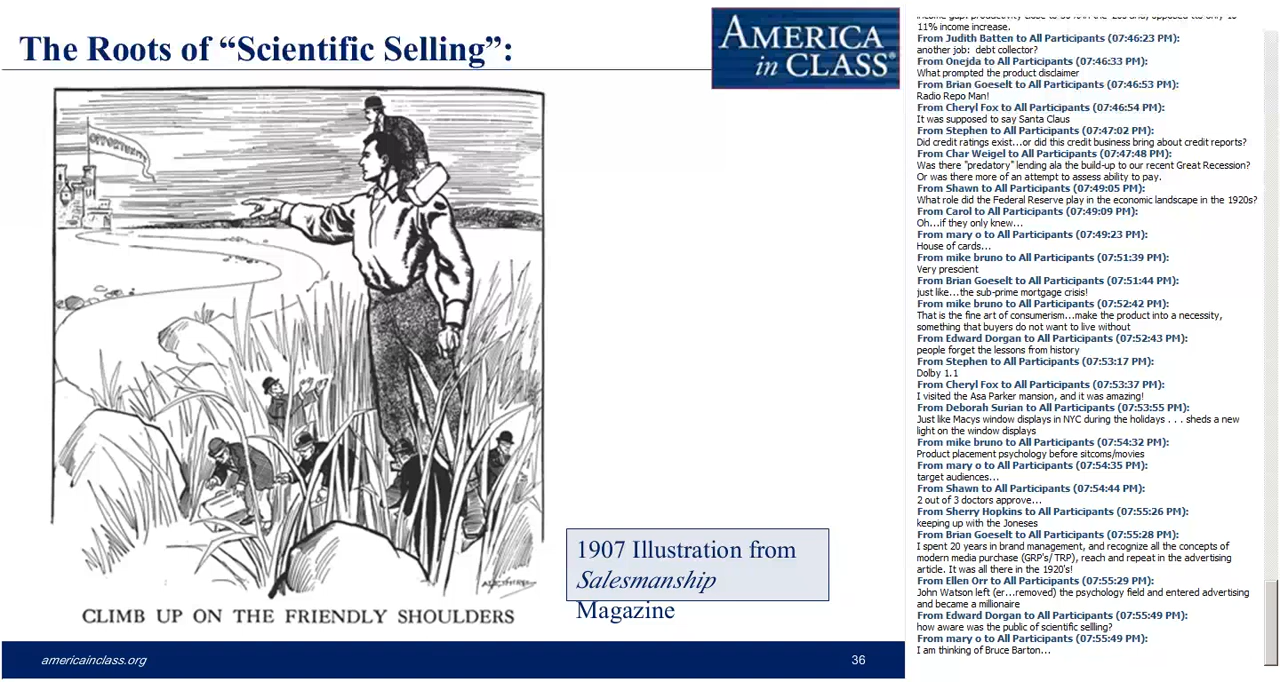 The Roots of “Scientific Selling”:
AMERICA
in CLASS®
OPPORTUNITY
CLIMB UP ON THE FRIENDLY SHOULDERS
1907 Illustration from
Salesmanship
Magazine
americainclass.org
36
11% income increase.
From Judith Batten to All Participants (07:46:23 PM):
another job: debt collector?
From Onejda to All Participants (07:46:33 PM):
What prompted the product disclaimer
From Brian Goeselt to All Participants (07:46:53 PM):
Radio Repo Man!
From Cheryl Fox to All Participants (07:46:54 PM):
It was supposed to say Santa Claus
From Stephen to All Participants (07:47:02 PM):
Did credit ratings exist...or did this credit business bring about credit reports?
From Char Weigel to All Participants (07:47:48 PM):
Was there "predatory" lending ala the build-up to our recent Great Recession?
Or was there more of an attempt to assess ability to pay.
From Shawn to All Participants (07:49:05 PM):
What role did the Federal Reserve play in the economic landscape in the 1920s?
From Carol to All Participants (07:49:09 PM):
Oh...if they only knew...
From mary o to All Participants (07:49:23 PM):
House of cards...
From mike bruno to All Participants (07:51:39 PM):
Very prescient
From Brian Goeselt to All Participants (07:51:44 PM):
just like...the sub-prime mortgage crisis!
From mike bruno to All Participants (07:52:42 PM):
That is the fine art of consumerism...make the product into a necessity,
something that buyers do not want to live without
From Edward Dorgan to All Participants (07:52:43 PM):
people forget the lessons from history
From Stephen to All Participants (07:53:17 PM):
Dolby 1.1
From Cheryl Fox to All Participants (07:53:37 PM):
I visited the Asa Parker mansion, and it was amazing!
From Deborah Surian to All Participants (07:53:55 PM):
Just like Macys window displays in NYC during the holidays . . . sheds a new
light on the window displays
From mike bruno to All Participants (07:54:32 PM):
Product placement psychology before sitcoms/movies
From mary o to All Participants (07:54:35 PM):
target audiences...
From Shawn to All Participants (07:54:44 PM):
2 out of 3 doctors approve...
From Sherry Hopkins to All Participants (07:55:26 PM):
keeping up with the Joneses
From Brian Goeselt to All Participants (07:55:28 PM):
I spent 20 years in brand management, and recognize all the concepts of
modern media purchase (GRP's/ TRP), reach and repeat in the advertising
article. It was all there in the 1920's!
From Ellen Orr to All Participants (07:55:29 PM):
John Watson left (er...removed) the psychology field and entered advertising
and became a millionaire
From Edward Dorgan to All Participants (07:55:49 PM):
how aware was the public of scientific sellling?
From mary o to All Participants (07:55:49 PM):
I am thinking of Bruce Barton...